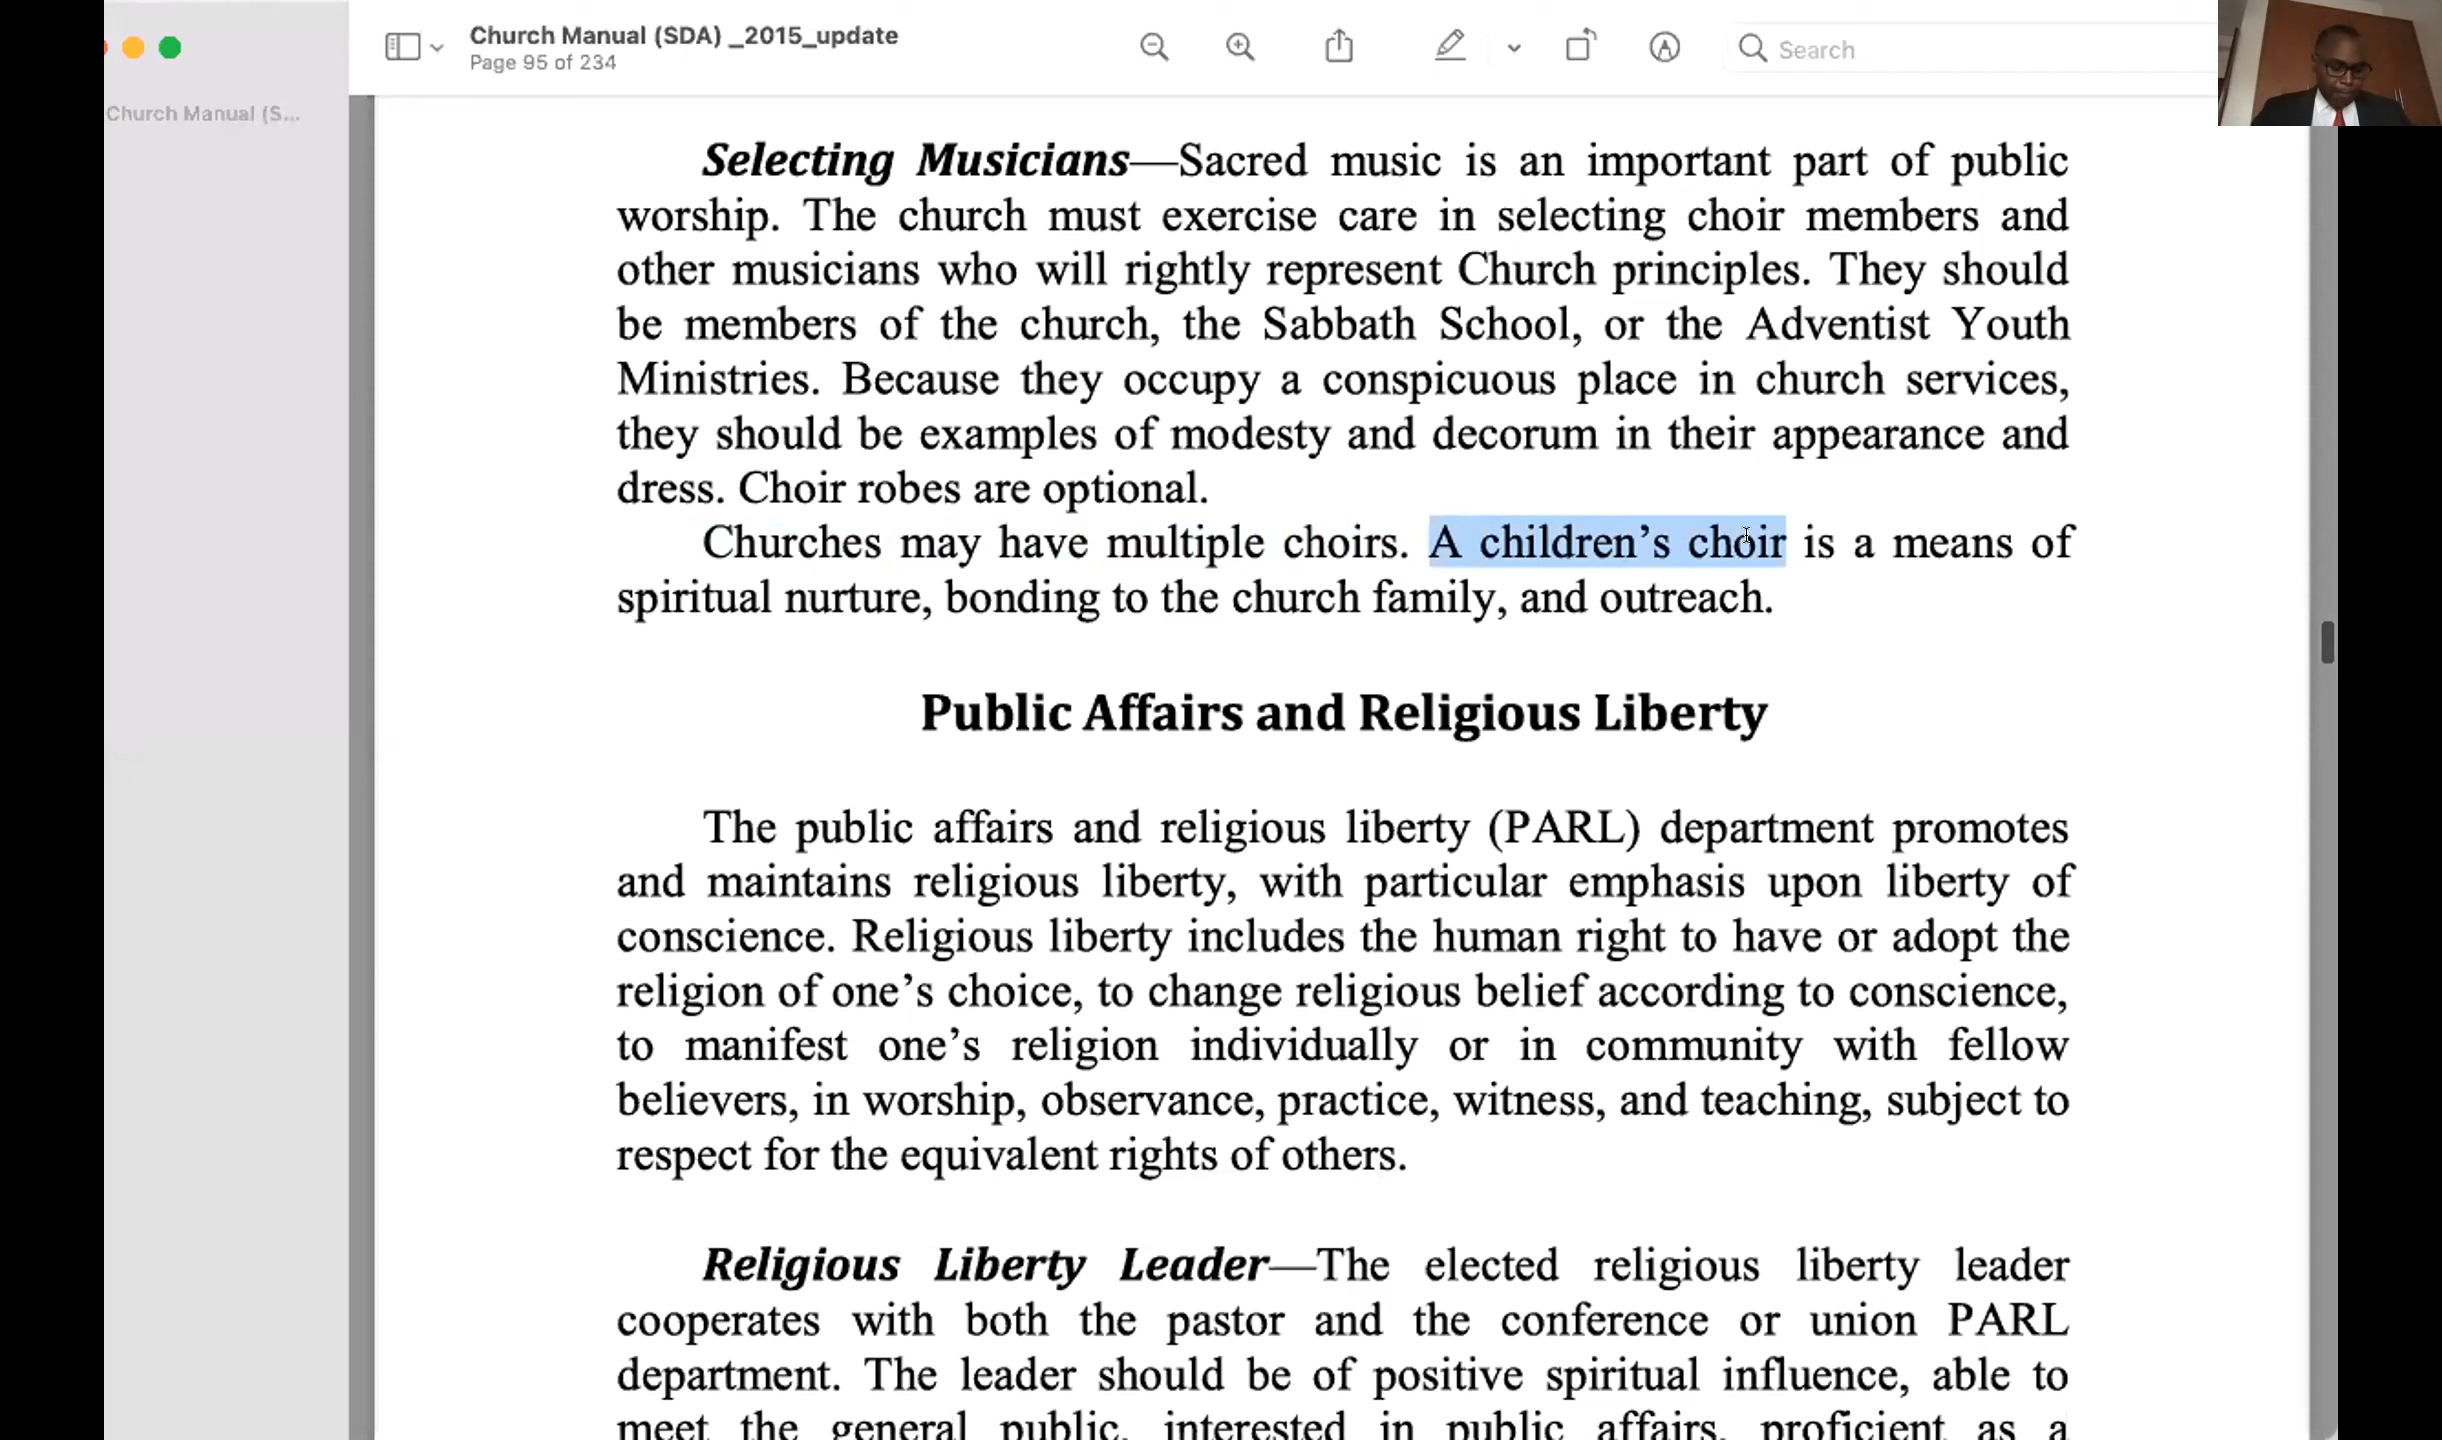 Church Manual (SDA) _2015_update
Page 95 of 234
Search
Church Manual (S...
Selecting Musicians—Sacred music is an important part of public
worship. The church must exercise care in selecting choir members and
other musicians who will rightly represent Church principles. They should
be members of the church, the Sabbath School, or the Adventist Youth
Ministries. Because they occupy a conspicuous place in church services,
they should be examples of modesty and decorum in their appearance and
dress. Choir robes are optional.
Churches may have multiple choirs. A children’s choir is a means of
spiritual nurture, bonding to the church family, and outreach.
Public Affairs and Religious Liberty
The public affairs and religious liberty (PARL) department promotes
and maintains religious liberty, with particular emphasis upon liberty of
conscience. Religious liberty includes the human right to have or adopt the
religion of one’s choice, to change religious belief according to conscience,
to manifest one’s religion individually or in community with fellow
believers, in worship, observance, practice, witness, and teaching, subject to
respect for the equivalent rights of others.
Religious Liberty Leader—The elected religious liberty leader
cooperates with both the pastor and the conference or union PARL
department. The leader should be of positive spiritual influence, able to
meet the general public, interested in public affairs, proficient as a